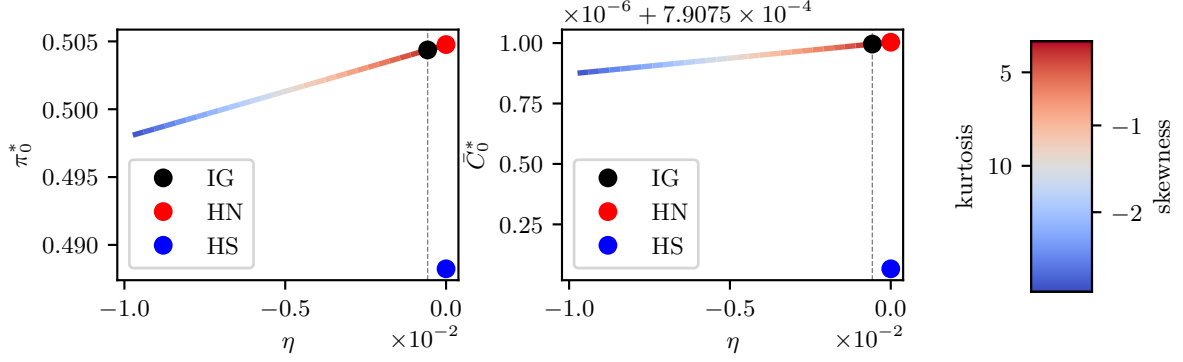 ×10⁻⁶ + 7.9075 × 10⁻⁴
π₀*
0.505
0.500
0.495
0.490
IG
HN
HS
−1.0
−0.5
0.0
η
×10⁻²
C̄₀*
1.00
0.75
0.50
0.25
IG
HN
HS
−1.0
−0.5
0.0
η
×10⁻²
kurtosis
5
10
−1
−2
skewness